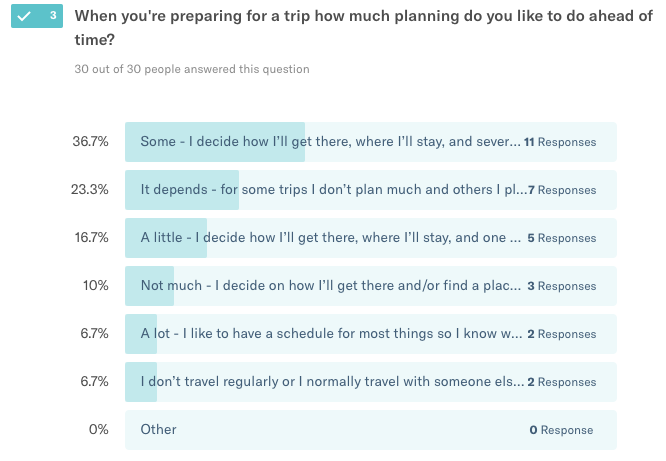 3 When you're preparing for a trip how much planning do you like to do ahead of
time?
30 out of 30 people answered this question
36.7% Some - I decide how I’ll get there, where I’ll stay, and sever... 11 Responses
23.3% It depends - for some trips I don’t plan much and others I pl...7 Responses
16.7% A little - I decide how I’ll get there, where I’ll stay, and one ... 5 Responses
10% Not much - I decide on how I’ll get there and/or find a plac... 3 Responses
6.7% A lot - I like to have a schedule for most things so I know w... 2 Responses
6.7% I don’t travel regularly or I normally travel with someone els... 2 Responses
0% Other 0 Response